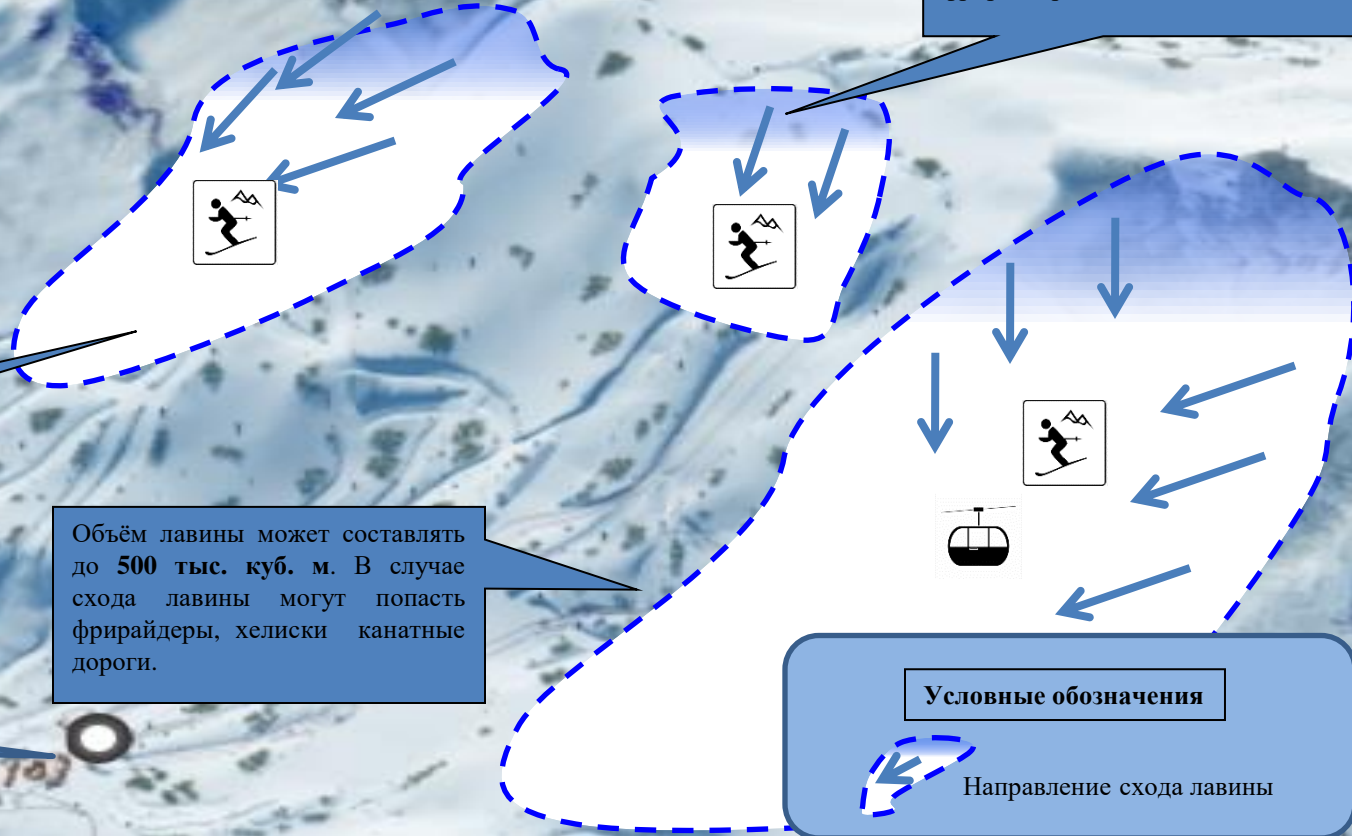 Объём лавины может составлять
до 500 тыс. куб. м. В случае
схода лавины могут попасть
фрирайдеры, хелиски канатные
дороги.
Условные обозначения
Направление схода лавины